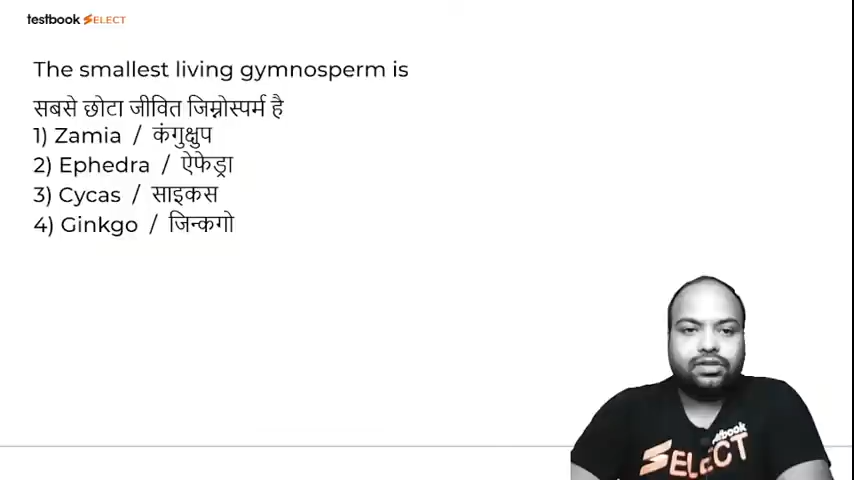 testbook SELECT
The smallest living gymnosperm is
सबसे छोटा जीवित जिम्नोस्पर्म है
1) Zamia / कंगुक्षुप
2) Ephedra / ऐफेड्रा
3) Cycas / साइकस
4) Ginkgo / जिन्कगो
SELECT